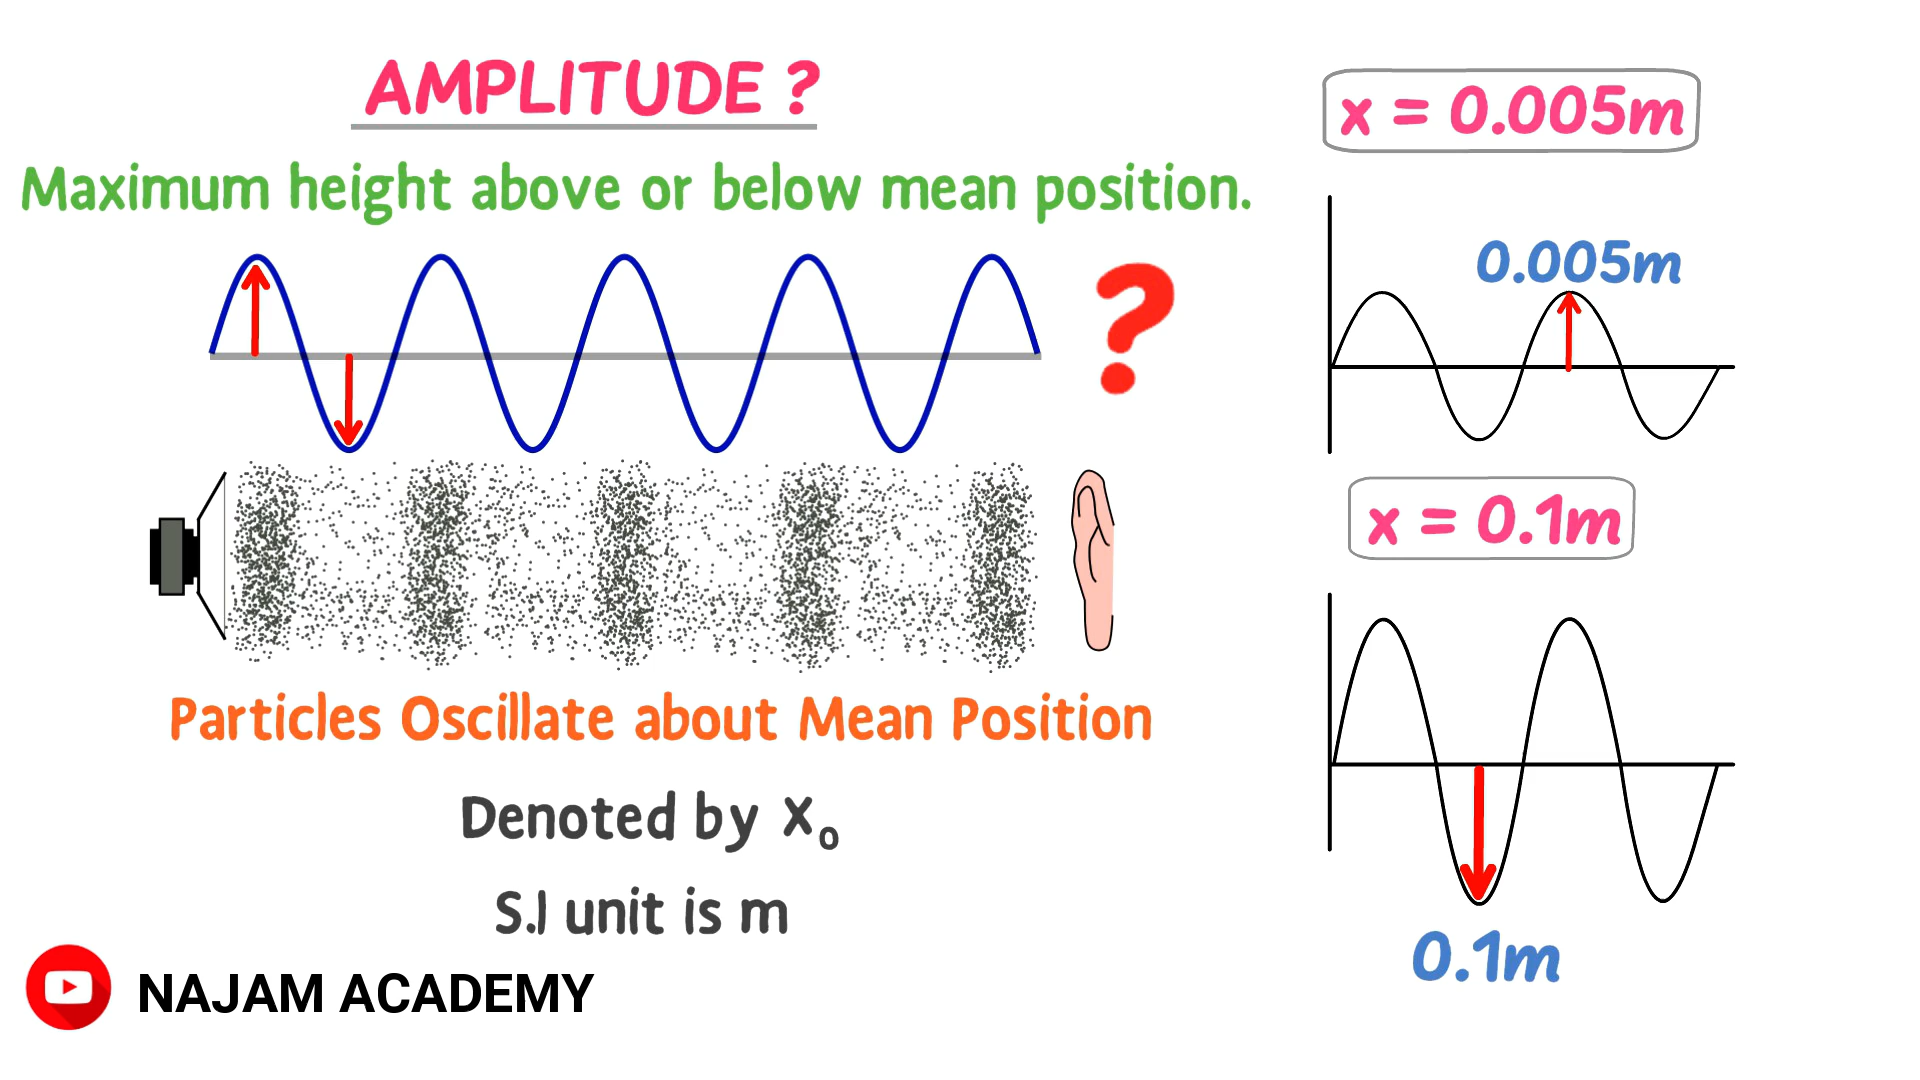 AMPLITUDE ?
Maximum height above or below mean position.
?
Particles Oscillate about Mean Position
Denoted by x₀
S.I unit is m
NAJAM ACADEMY
x = 0.005m
0.005m
x = 0.1m
0.1m